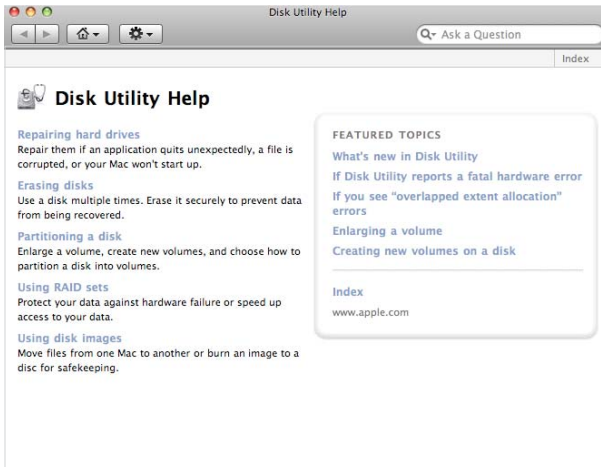 Disk Utility Help
Ask a Question
Index
Disk Utility Help
Repairing hard drives
Repair them if an application quits unexpectedly, a file is
corrupted, or your Mac won't start up.
Erasing disks
Use a disk multiple times. Erase it securely to prevent data
from being recovered.
Partitioning a disk
Enlarge a volume, create new volumes, and choose how to
partition a disk into volumes.
Using RAID sets
Protect your data against hardware failure or speed up
access to your data.
Using disk images
Move files from one Mac to another or burn an image to a
disc for safekeeping.
FEATURED TOPICS
What's new in Disk Utility
If Disk Utility reports a fatal hardware error
If you see “overlapped extent allocation”
errors
Enlarging a volume
Creating new volumes on a disk
Index
www.apple.com